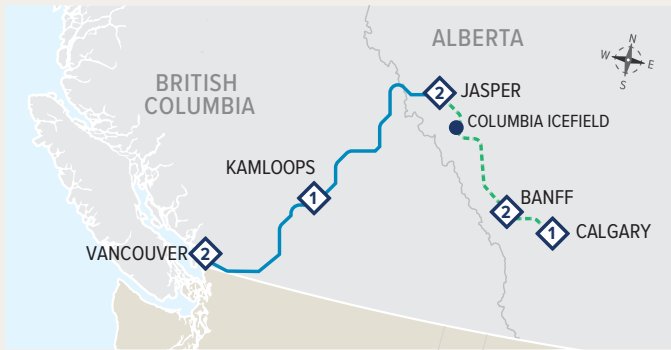 ALBERTA
N
W
E
S
BRITISH
COLUMBIA
2
JASPER
COLUMBIA ICEFIELD
KAMLOOPS
1
BANFF
2
1
CALGARY
VANCOUVER
2